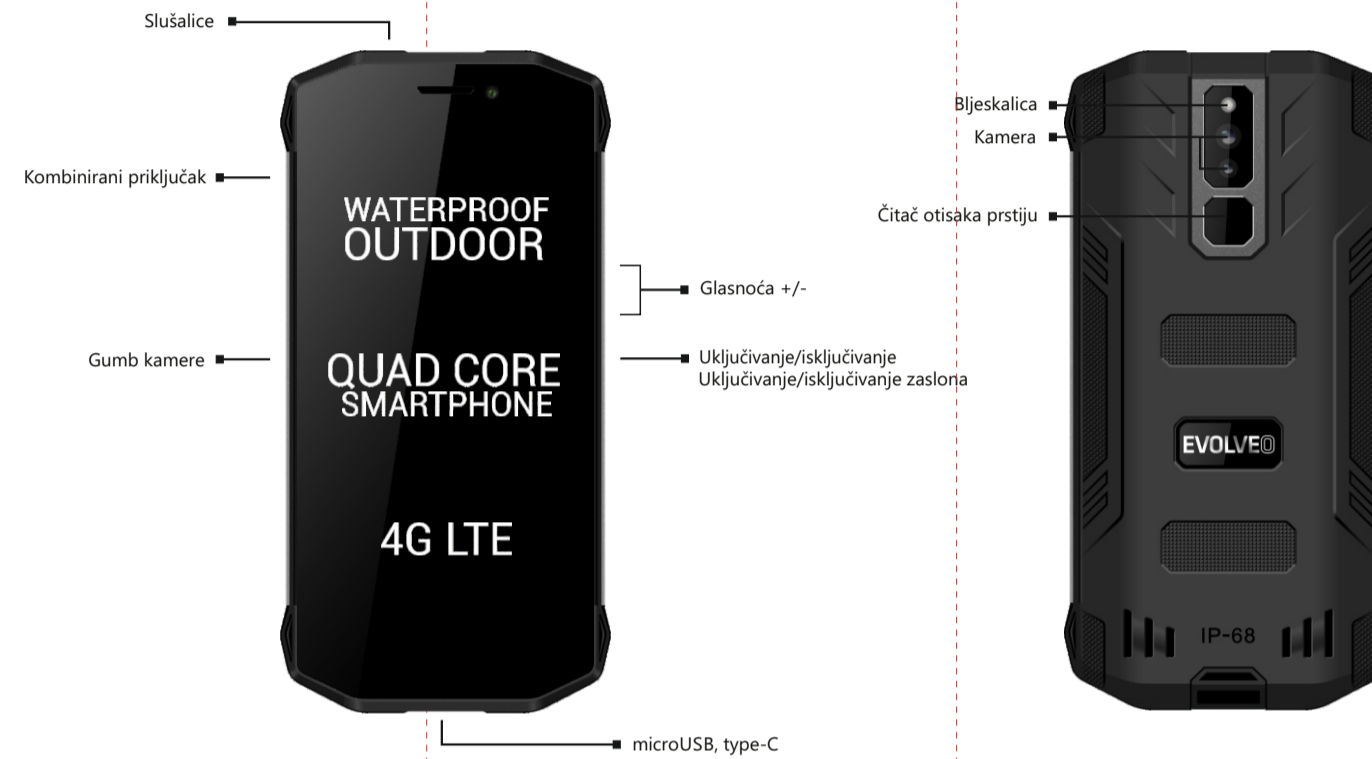 Slušalice
Kombinirani priključak
Gumb kamere
WATERPROOF
OUTDOOR
QUAD CORE
SMARTPHONE
4G LTE
Glasnoća +/-
Uključivanje/isključivanje
Uključivanje/isključivanje zaslona
microUSB, type-C
Bljeskalica
Kamera
Čitač otisaka prstiju
EVOLVEO
IP-68